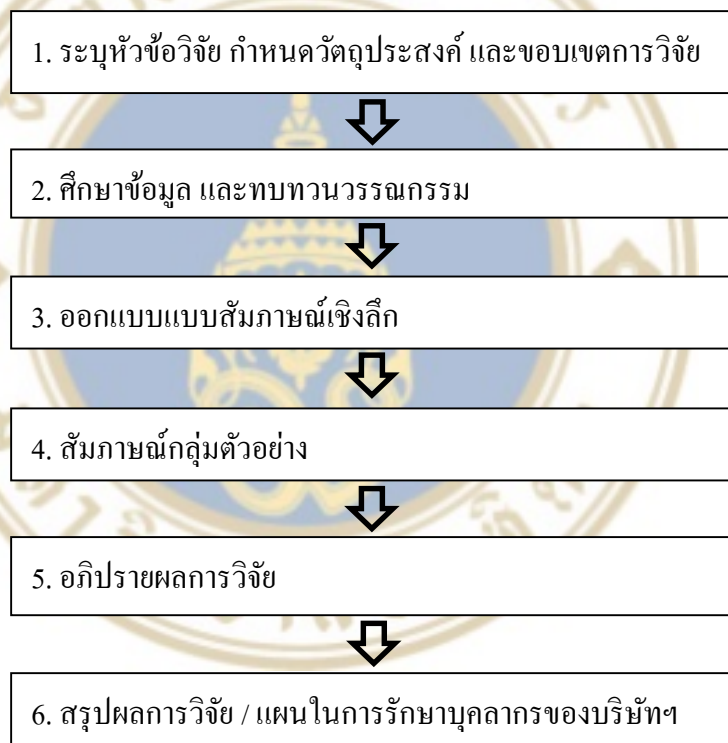 1. ระบุหัวข้อวิจัย กำหนดวัตถุประสงค์ และขอบเขตการวิจัย
2. ศึกษาข้อมูล และทบทวนวรรณกรรม
3. ออกแบบแบบสัมภาษณ์เชิงลึก
4. สัมภาษณ์กลุ่มตัวอย่าง
5. อภิปรายผลการวิจัย
6. สรุปผลการวิจัย / แผนในการรักษาบุคลากรของบริษัทฯ